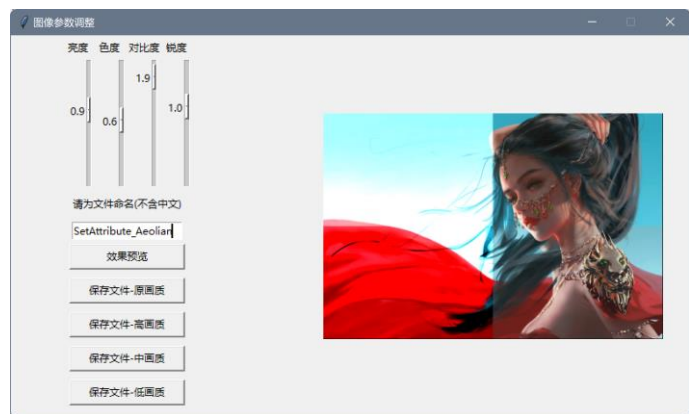 图像参数调整
亮度 色度 对比度 锐度
1.9
0.9
1.0
0.6
请为文件命名(不含中文)
SetAttribute_Aeolian
效果预览
保存文件-原画质
保存文件-高画质
保存文件-中画质
保存文件-低画质